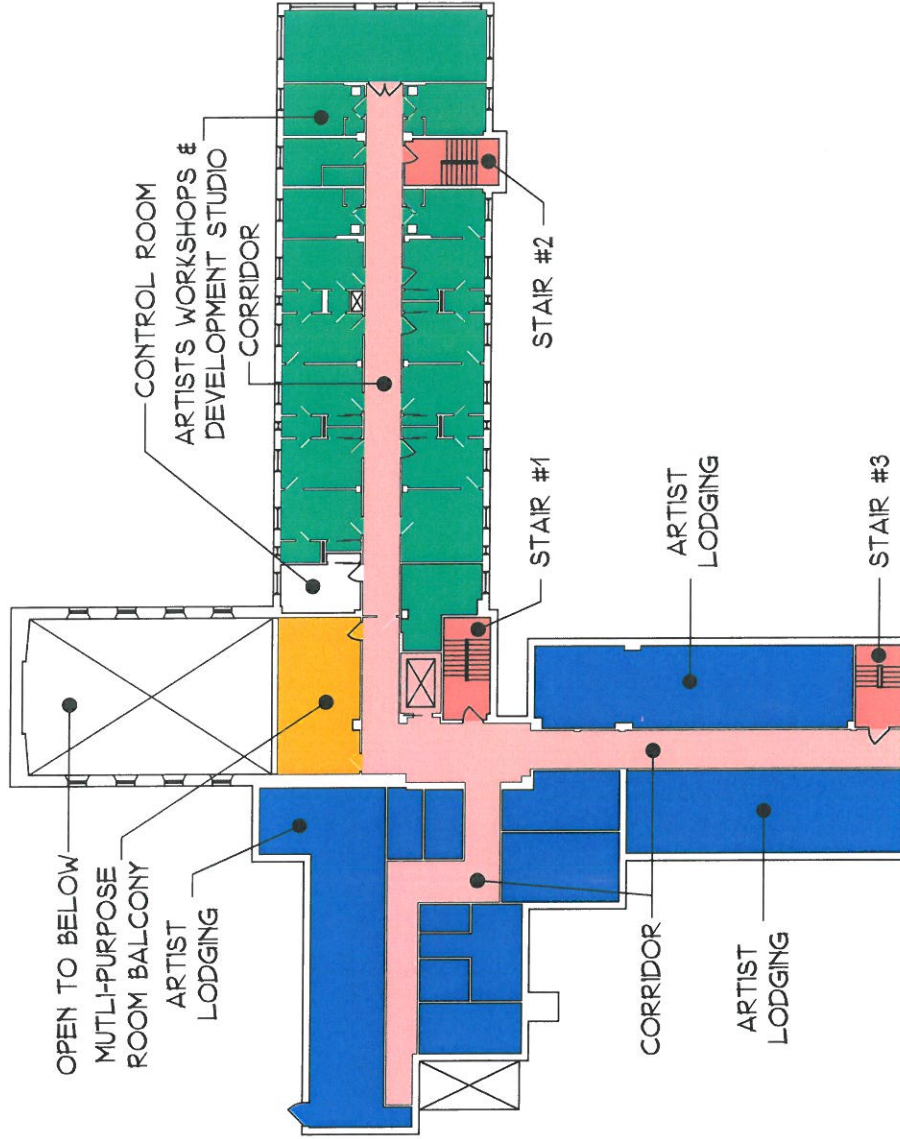 CONTROL ROOM
ARTISTS WORKSHOPS &
DEVELOPMENT STUDIO
CORRIDOR
STAIR #2
OPEN TO BELOW
MUTLI-PURPOSE
ROOM BALCONY
ARTIST
LODGING
STAIR #1
ARTIST
LODGING
STAIR #3
CORRIDOR
ARTIST
LODGING